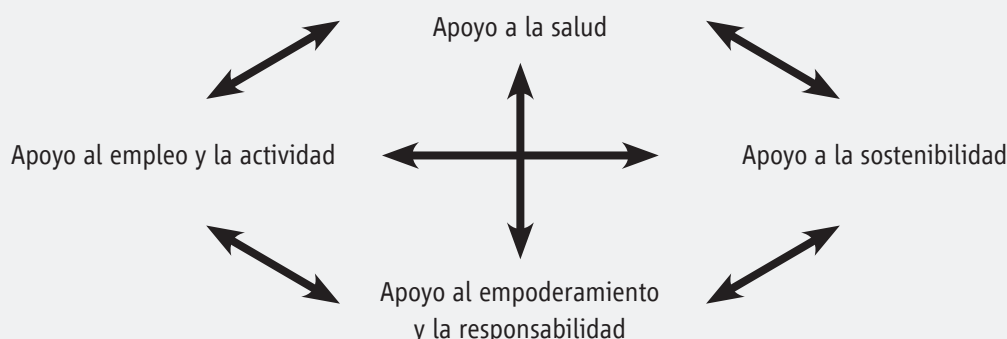 Apoyo a la salud
Apoyo al empleo y la actividad
Apoyo a la sostenibilidad
Apoyo al empoderamiento
y la responsabilidad